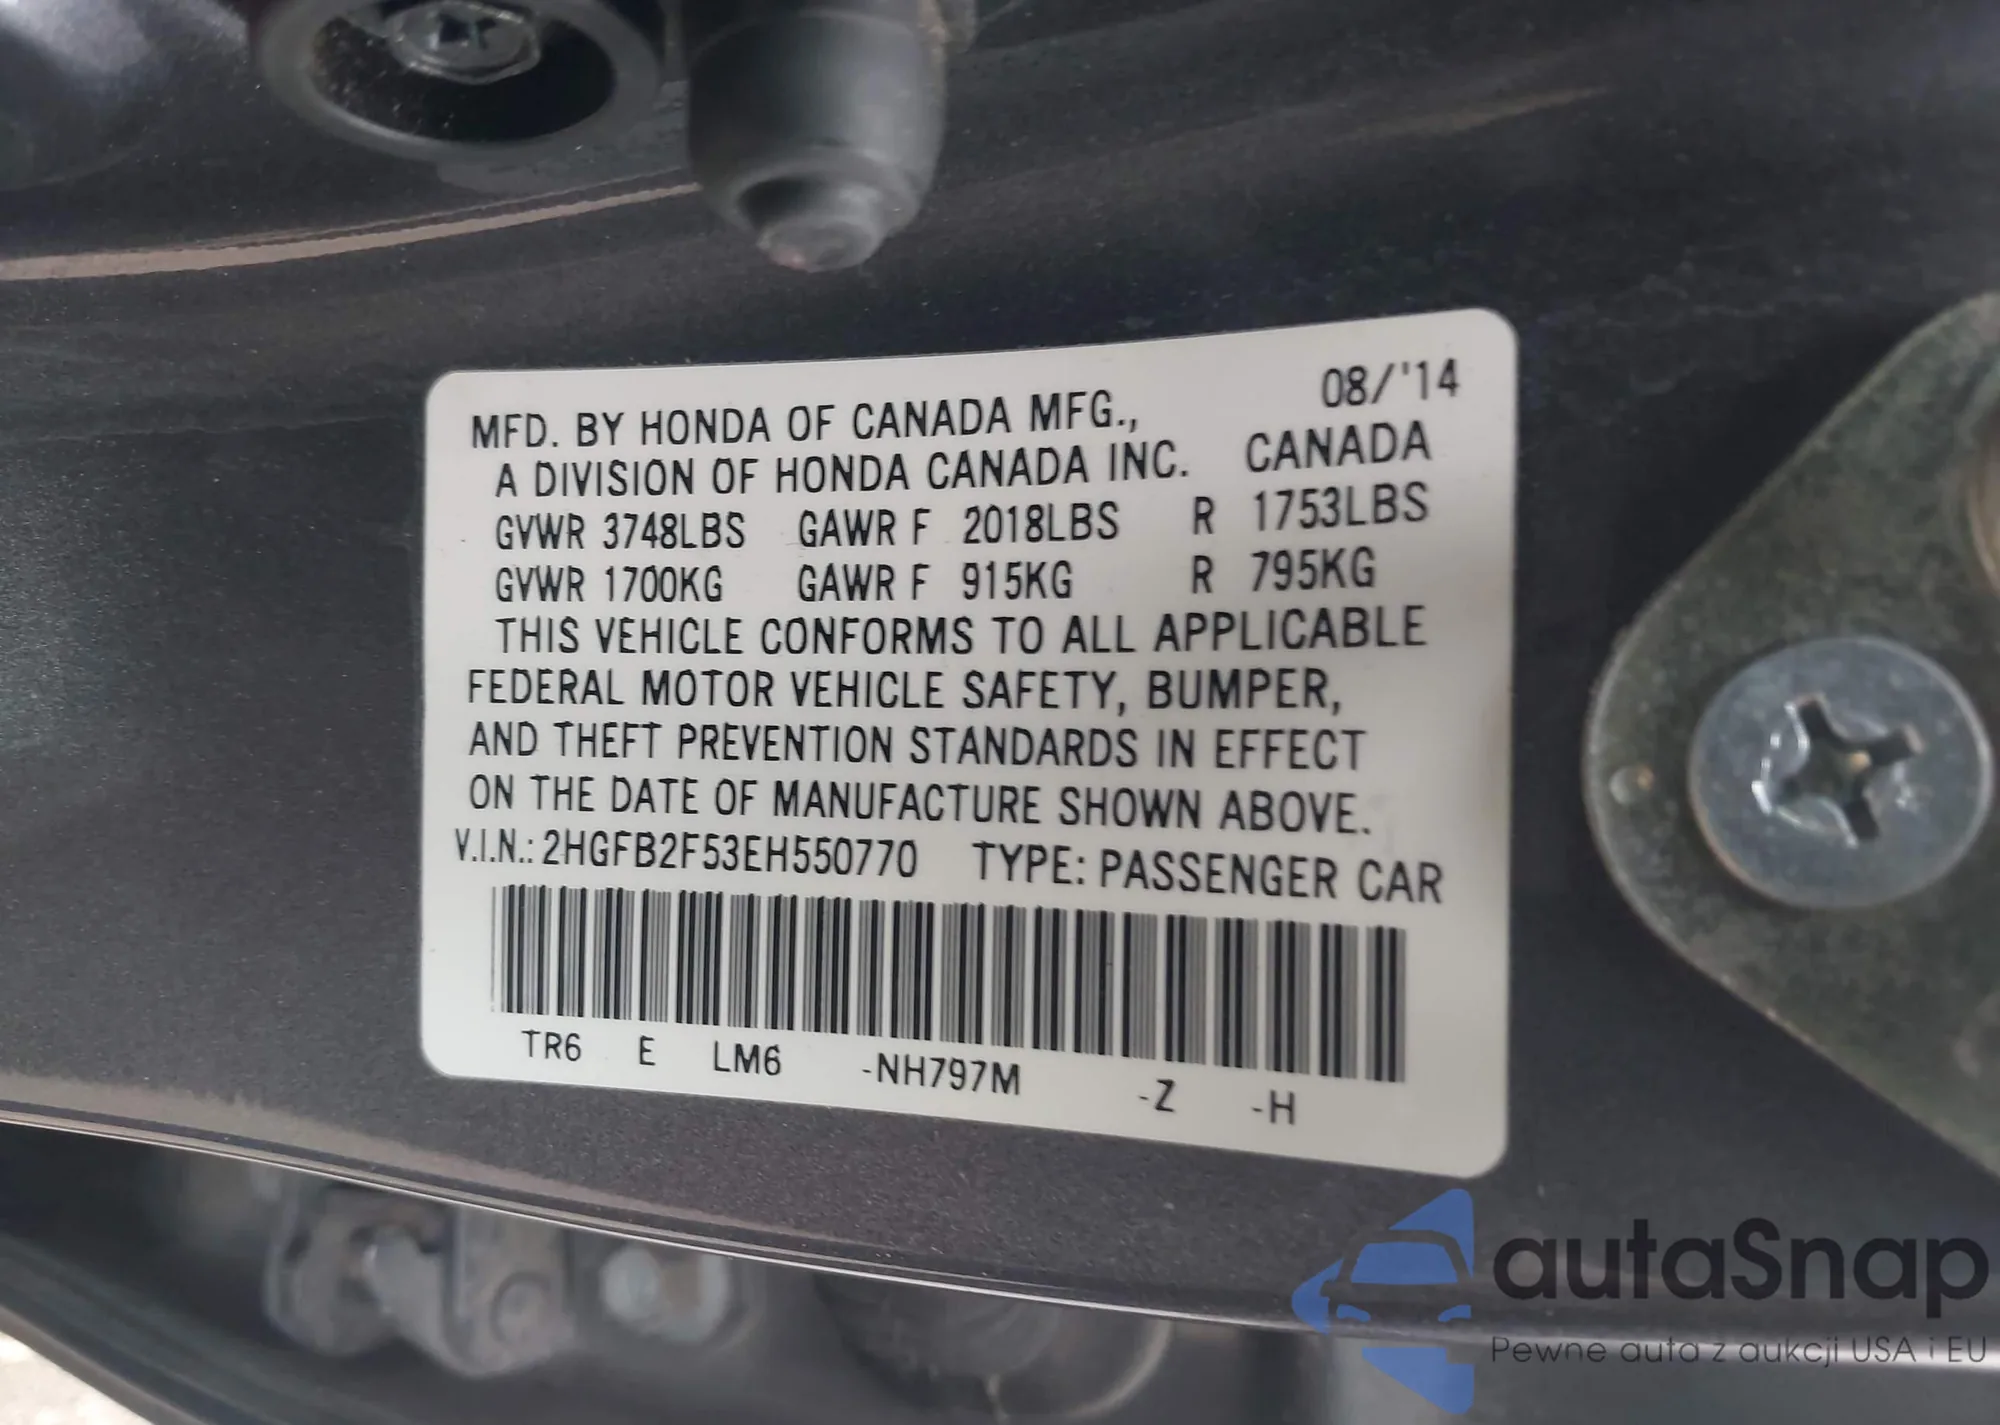 08/'14
MFD. BY HONDA OF CANADA MFG.,
A DIVISION OF HONDA CANADA INC. CANADA
GVWR 3748LBS GAWR F 2018LBS R 1753LBS
GVWR 1700KG GAWR F 915KG R 795KG
THIS VEHICLE CONFORMS TO ALL APPLICABLE
FEDERAL MOTOR VEHICLE SAFETY, BUMPER,
AND THEFT PREVENTION STANDARDS IN EFFECT
ON THE DATE OF MANUFACTURE SHOWN ABOVE.
V.I.N.: 2HGFB2F53EH550770 TYPE: PASSENGER CAR
TR6 E LM6 -NH797M -Z -H
autaSnap
Pewne auta z aukcji USA i EU